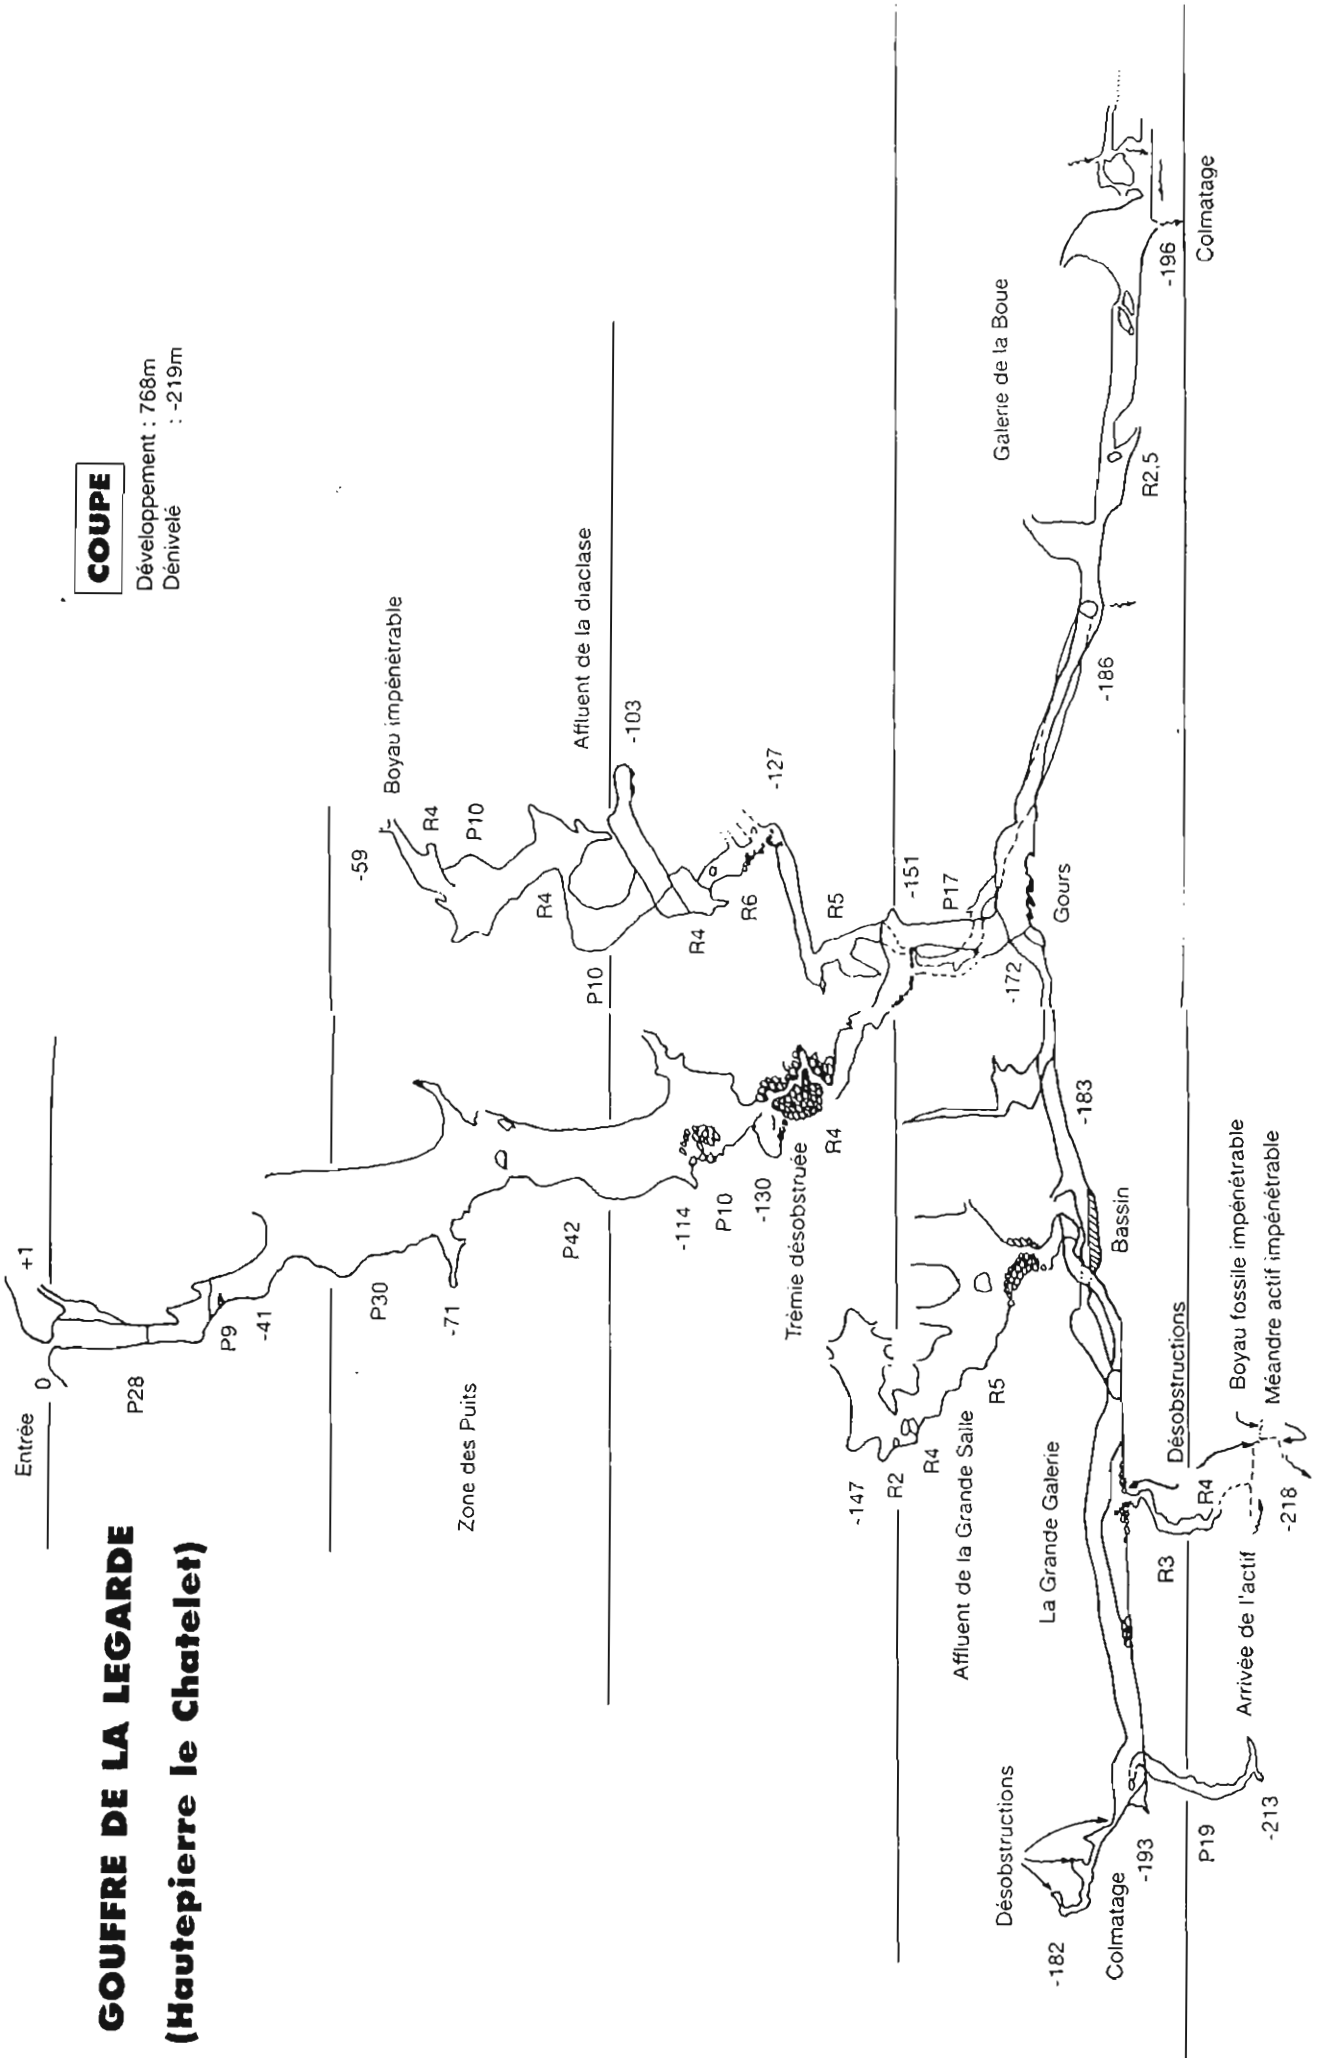 GOUFFRE DE LA LEGARDE
(Hautepierre le Chatelet)
COUPE
Développement : 768m
Dénivelé : -219m
Entrée
0
+1
P28
P9
-41
P30
-71
Zone des Puits
P42
-114
P10
-130
Trémie désobstruée
R4
-59
Boyau impénétrable
R4
P10
R4
P10
Affluent de la diaclase
-103
R4
R6
-127
R5
-151
P17
-172
Gours
-186
Galerie de la Boue
R2,5
-196
Colmatage
-183
Bassin
-147
R2
R4
R5
Affluent de la Grande Salle
La Grande Galerie
Désobstructions
Boyau fossile impénétrable
Méandre actif impénétrable
R3
R4
-218
Arrivée de l'actif
Désobstructions
-182
Colmatage
-193
P19
-213